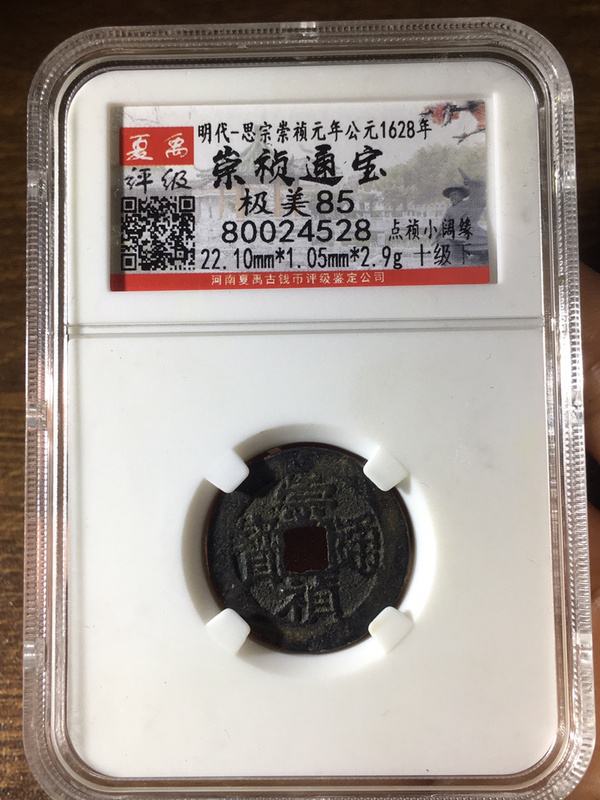 夏禹
评级
明代-思宗崇祯元年公元1628年
崇祯通宝
极美85
80024528 点祯小阔缘
22.10mm*1.05mm*2.9g 十级下
河南夏禹古钱币评级鉴定公司
崇禎通寳